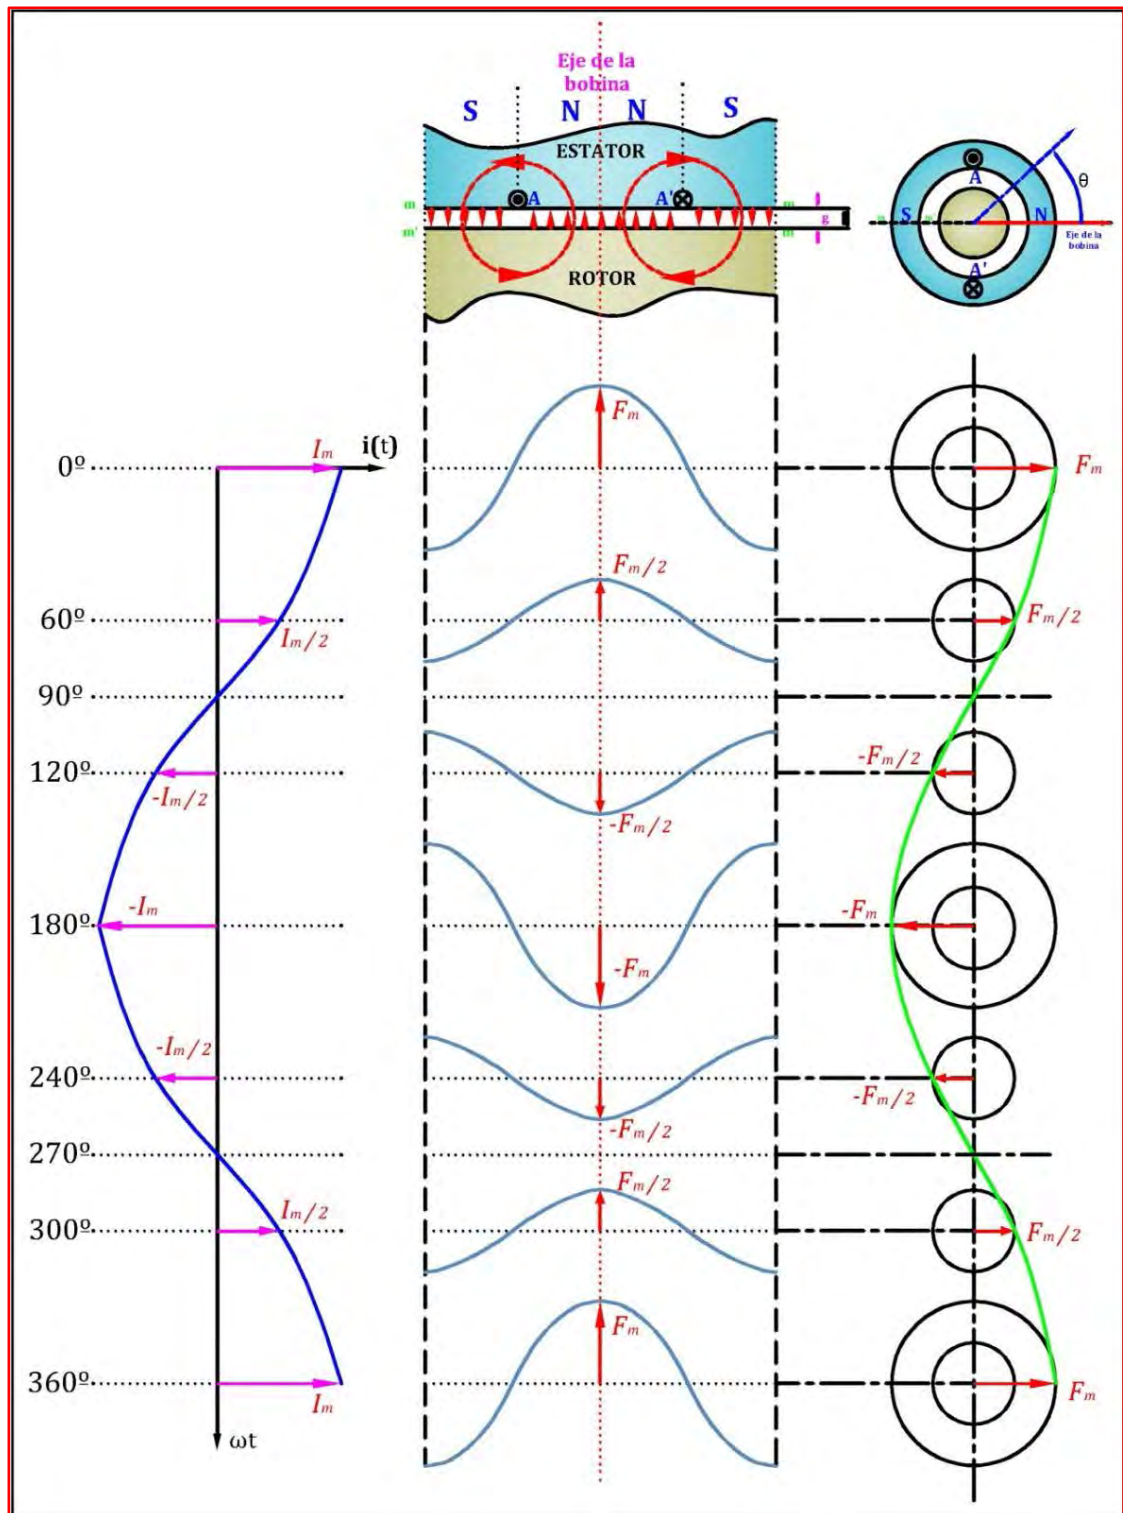 Eje de la
bobina
S N N S
ESTATOR
A A'
m m g
m' m
ROTOR
θ
A
S N
Eje de la
bobina
A'
i(t)
0º Iₘ Fₘ Fₘ
60º Iₘ/2 Fₘ/2 Fₘ/2
90º
120º -Iₘ/2 -Fₘ/2 -Fₘ/2
180º -Iₘ -Fₘ -Fₘ
240º -Iₘ/2 -Fₘ/2 -Fₘ/2
270º
300º Iₘ/2 Fₘ/2 Fₘ/2
360º Iₘ Fₘ Fₘ
ωt